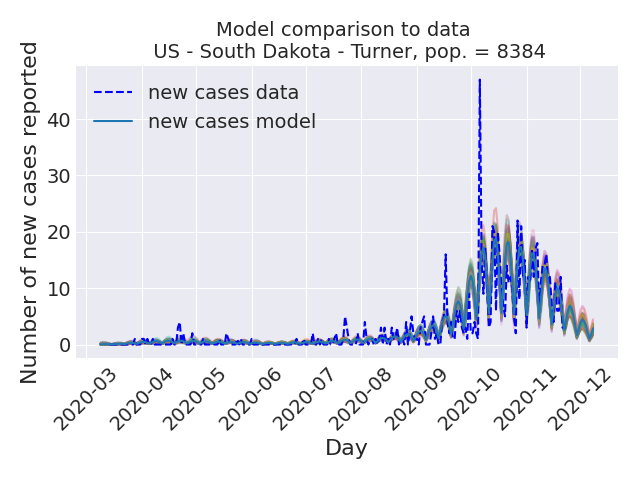 Model comparison to data
US - South Dakota - Turner, pop. = 8384
Number of new cases reported
new cases data
new cases model
40
30
20
10
0
2020-03
2020-04
2020-05
2020-06
2020-07
2020-08
2020-09
2020-10
2020-11
2020-12
Day